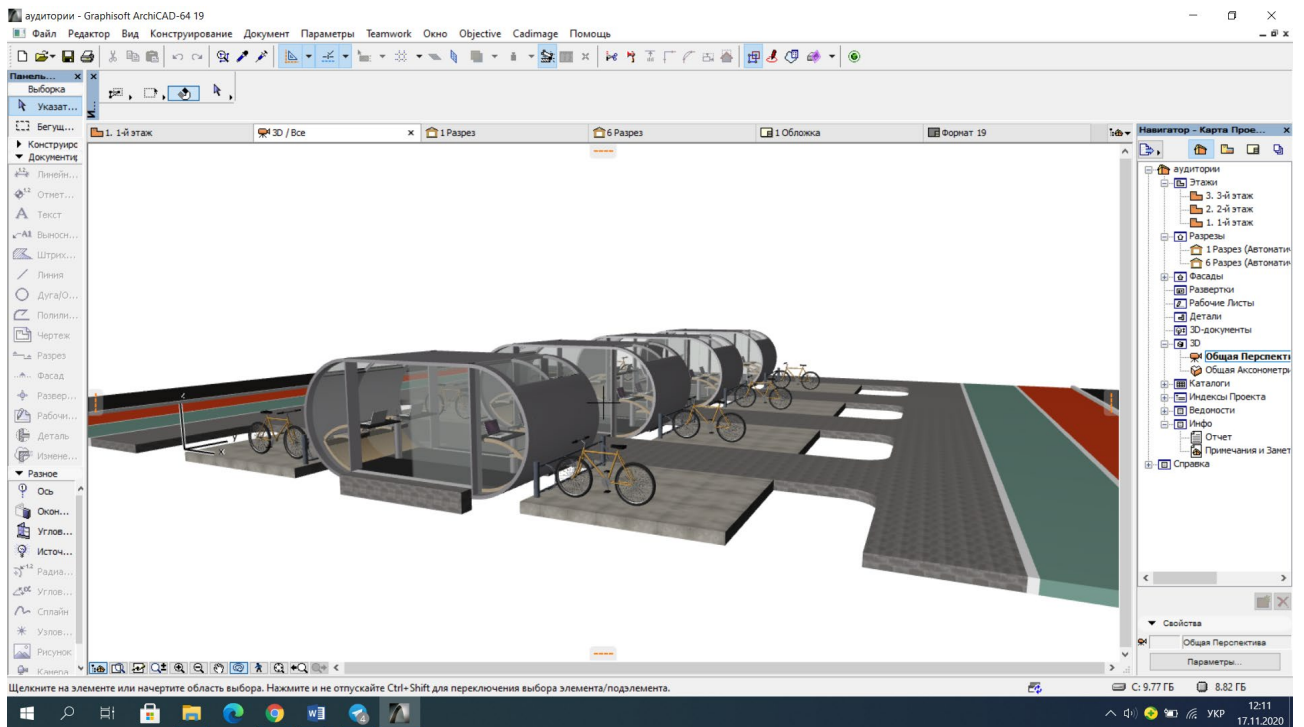 аудитории - Graphisoft ArchiCAD-64 19
Файл Редактор Вид Конструирование Документ Параметры Teamwork Окно Objective Cadimage Помощь
Панель...
Выборка
Указат...
Бегущ...
Конструирс
Документир
Линейн...
Отмет...
Текст
Выносн...
Штрих...
Линия
Дуга/О...
Полили...
Чертеж
Разрез
Фасад
Развер...
Рабочи...
Деталь
Измене...
Разное
Ось
Окон...
Углов...
Источ...
Радиа...
Углов...
Сплайн
Узлов...
Рисунок
Камера
М...
1. 1-й этаж
3D / Все
1 Разрез
6 Разрез
1 Обложка
Формат 19
Навигатор - Карта Прое...
аудитории
Этажи
3. 3-й этаж
2. 2-й этаж
1. 1-й этаж
Разрезы
1 Разрез (Автомати
6 Разрез (Автомати
Фасады
Развертки
Рабочие Листы
Детали
3D-документы
3D
Общая Перспекти
Общая Аксонометри
Каталоги
Индексы Проекта
Ведомости
Инфо
Отчет
Примечания и Замет
Справка
Свойства
Общая Перспектива
Параметры...
Щелкните на элементе или начертите область выбора. Нажмите и не отпускайте Ctrl+Shift для переключения выбора элемента/подэлемента.
C: 9.77 ГБ
8.82 ГБ
УКР
12:11
17.11.2020